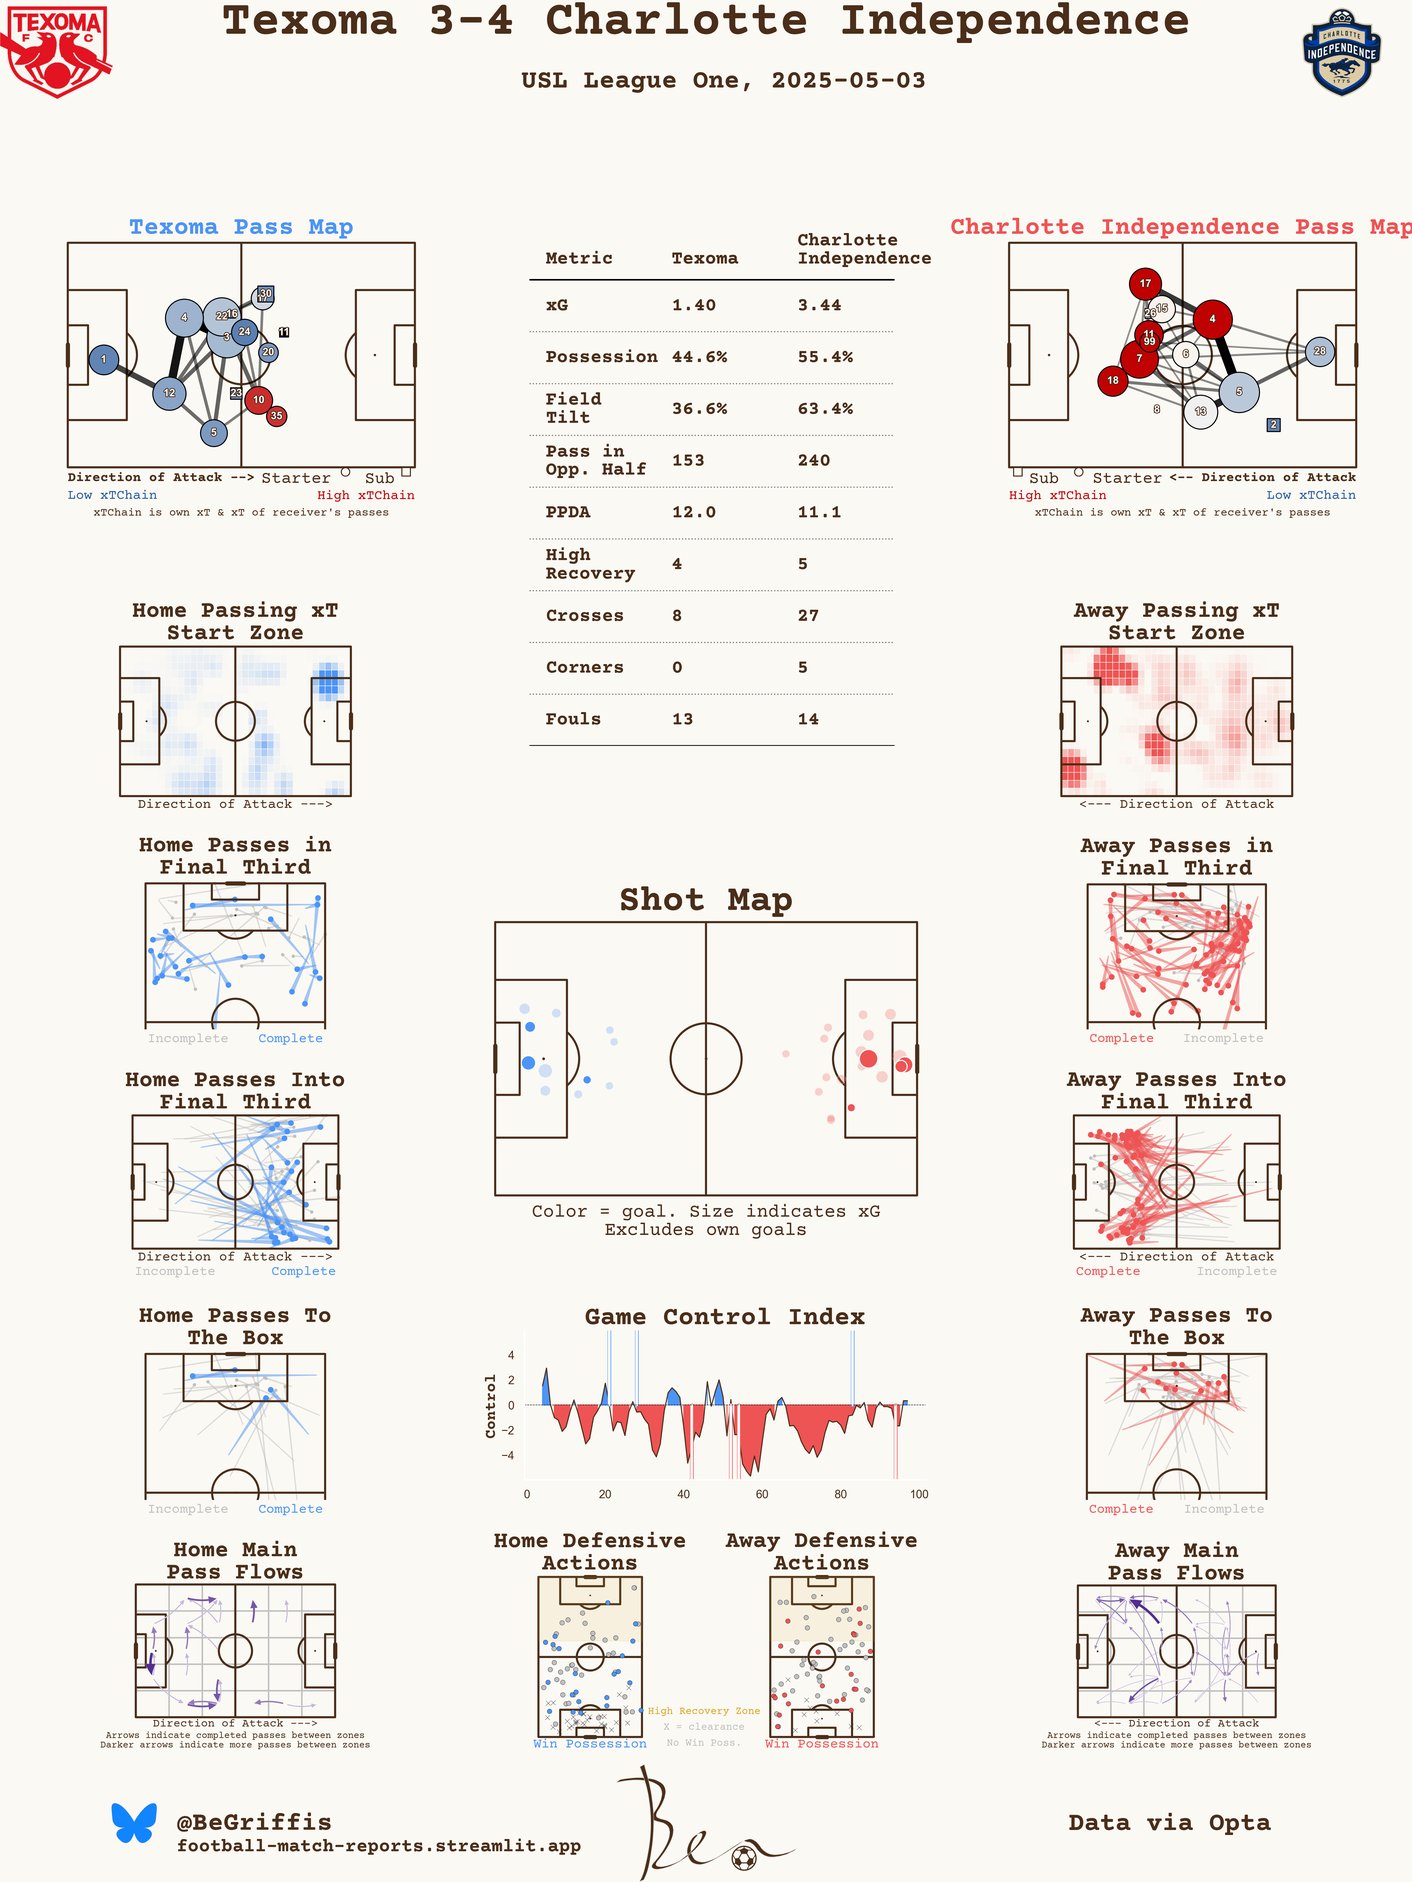 Texoma 3-4 Charlotte Independence
USL League One, 2025-05-03
TEXOMA
F C
CHARLOTTE
INDEPENDENCE
1775
Texoma Pass Map
1
4
12
5
22
16
3
24
17
30
11
20
23
10
35
Direction of Attack --> Starter Sub
Low xTChain High xTChain
xTChain is own xT & xT of receiver's passes
Metric Texoma Charlotte Independence
xG 1.40 3.44
Possession 44.6% 55.4%
Field Tilt 36.6% 63.4%
Pass in Opp. Half 153 240
PPDA 12.0 11.1
High Recovery 4 5
Crosses 8 27
Corners 0 5
Fouls 13 14
Charlotte Independence Pass Map
17
15
26
4
11
99
7
6
28
18
8
13
5
2
Sub Starter <-- Direction of Attack
High xTChain Low xTChain
xTChain is own xT & xT of receiver's passes
Home Passing xT
Start Zone
Direction of Attack --->
Away Passing xT
Start Zone
<--- Direction of Attack
Home Passes in
Final Third
Incomplete Complete
Away Passes in
Final Third
Complete Incomplete
Shot Map
Color = goal. Size indicates xG
Excludes own goals
Home Passes Into
Final Third
Direction of Attack --->
Incomplete Complete
Away Passes Into
Final Third
<--- Direction of Attack
Complete Incomplete
Home Passes To
The Box
Incomplete Complete
Game Control Index
Control
4
2
0
−2
−4
0 20 40 60 80 100
Away Passes To
The Box
Complete Incomplete
Home Main
Pass Flows
Direction of Attack --->
Arrows indicate completed passes between zones
Darker arrows indicate more passes between zones
Home Defensive
Actions
Win Possession
Away Defensive
Actions
Win Possession
High Recovery Zone
X = clearance
No Win Poss.
Away Main
Pass Flows
<--- Direction of Attack
Arrows indicate completed passes between zones
Darker arrows indicate more passes between zones
@BeGriffis
football-match-reports.streamlit.app
Ben
Data via Opta